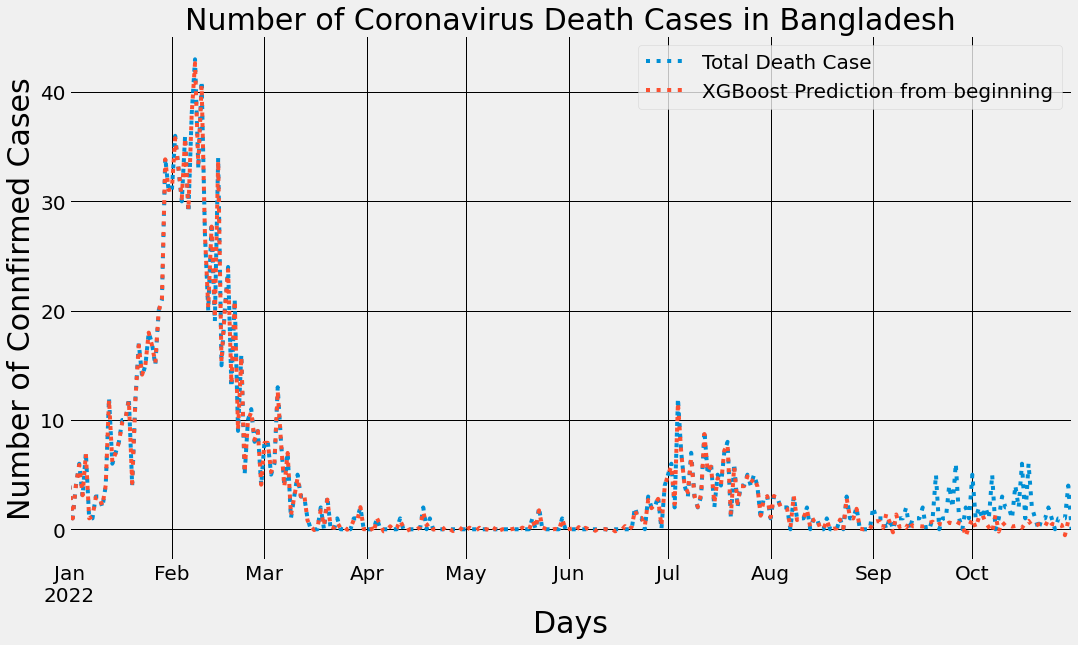 Number of Coronavirus Death Cases in Bangladesh
Total Death Case
XGBoost Prediction from beginning
Number of Connfirmed Cases
40
30
20
10
0
Jan Feb Mar Apr May Jun Jul Aug Sep Oct
2022
Days